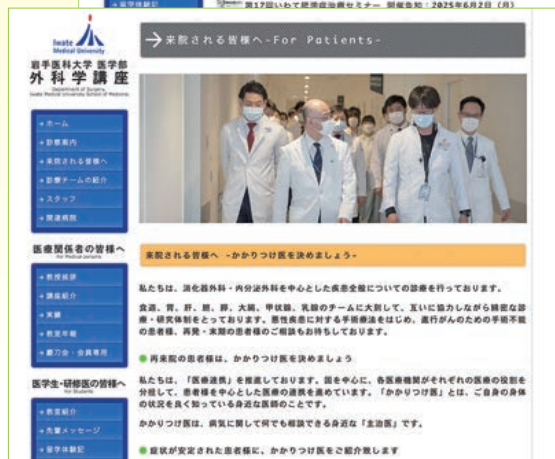 → 留学体験記
第17回いわて肥満症治療セミナー 開催告知：2025年6月2日（月）
Iwate
Medical University
岩手医科大学 医学部
外科学講座
Department of Surgery,
Iwate Medical University School of Medicine
→ ホーム
→ 診療案内
→ 来院される皆様へ
→ 診療チームの紹介
→ スタッフ
→ 関連病院
医療関係者の皆様へ
For Medical persons
→ 教授挨拶
→ 講座紹介
→ 実績
→ 教室年報
→ 磨刀会・会員専用
医学生・研修医の皆様へ
For Students
→ 教室紹介
→ 先輩メッセージ
→ 留学体験記
→来院される皆様へ-For Patients-
来院される皆様へ -かかりつけ医を決めましょう-
私たちは、消化器外科・内分泌外科を中心とした疾患全般についての診療を行っております。
食道、胃、肝、胆、膵、大腸、甲状腺、乳腺のチームに大別して、互いに協力しながら綿密な診
療・研究体制をとっております。悪性疾患に対する手術療法をはじめ、進行がんのための手術不能
の患者様、再発・末期の患者様のご相談もお持ちしております。
再来院の患者様は、かかりつけ医を決めましょう
私たちは、「医療連携」を推進しております。国を中心に、各医療機関がそれぞれの医療の役割を
分担して、患者様を中心とした医療の連携を進めています。「かかりつけ医」とは、ご自身の身体
の状況を良く知っている身近な医師のことです。
かかりつけ医は、病気に関して何でも相談できる身近な「主治医」です。
症状が安定された患者様に、かかりつけ医をご紹介致します